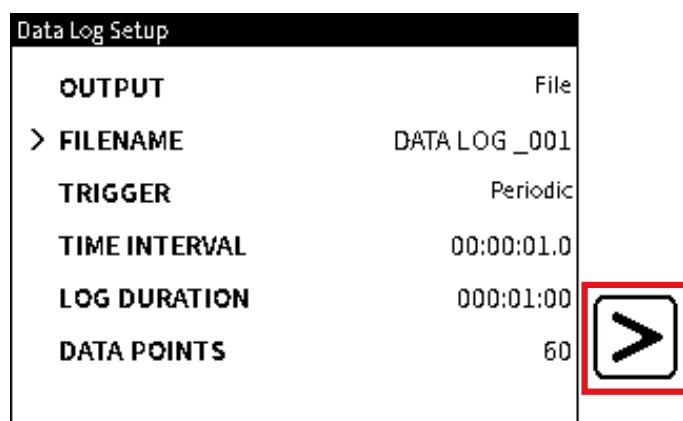 Data Log Setup
OUTPUT File
> FILENAME DATA LOG _001
TRIGGER Periodic
TIME INTERVAL 00:00:01.0
LOG DURATION 000:01:00
DATA POINTS 60
>